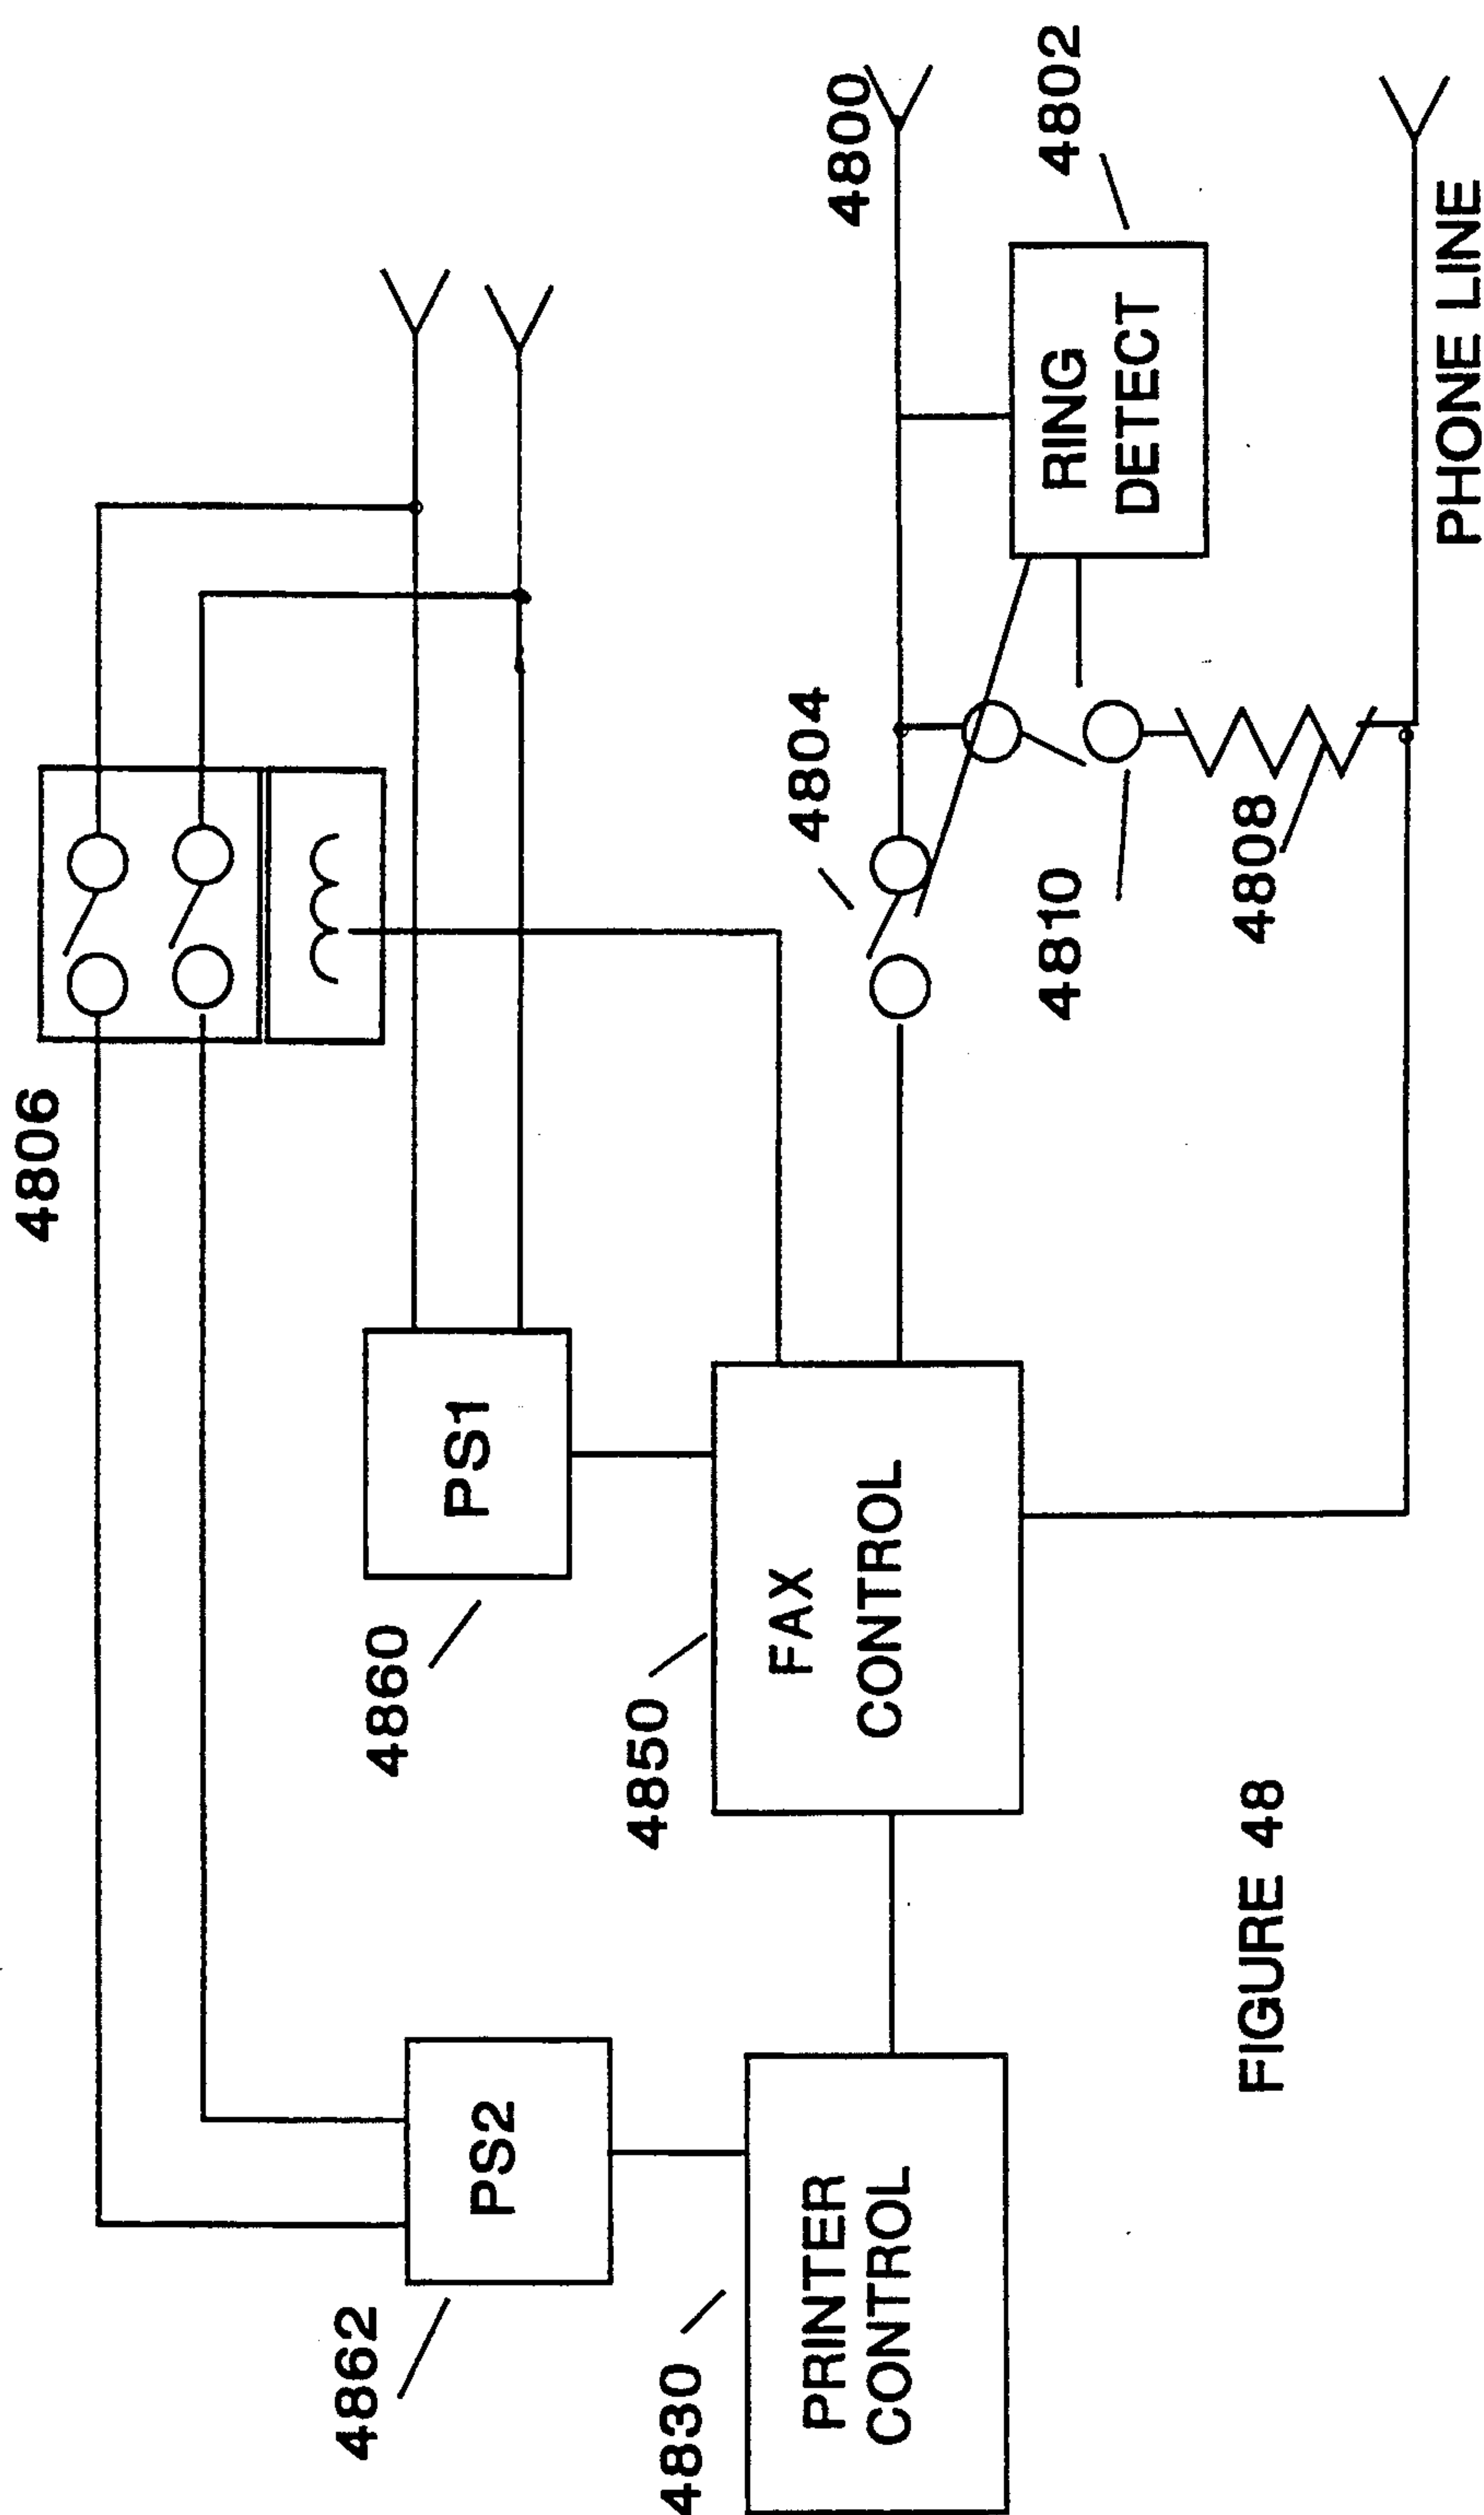 4806
4862
PS2
4860
PS1
4830
PRINTER
CONTROL
4850
FAX
CONTROL
4804
4800
4810
RING
DETECT
4802
4808
FIGURE 48
PHONE LINE